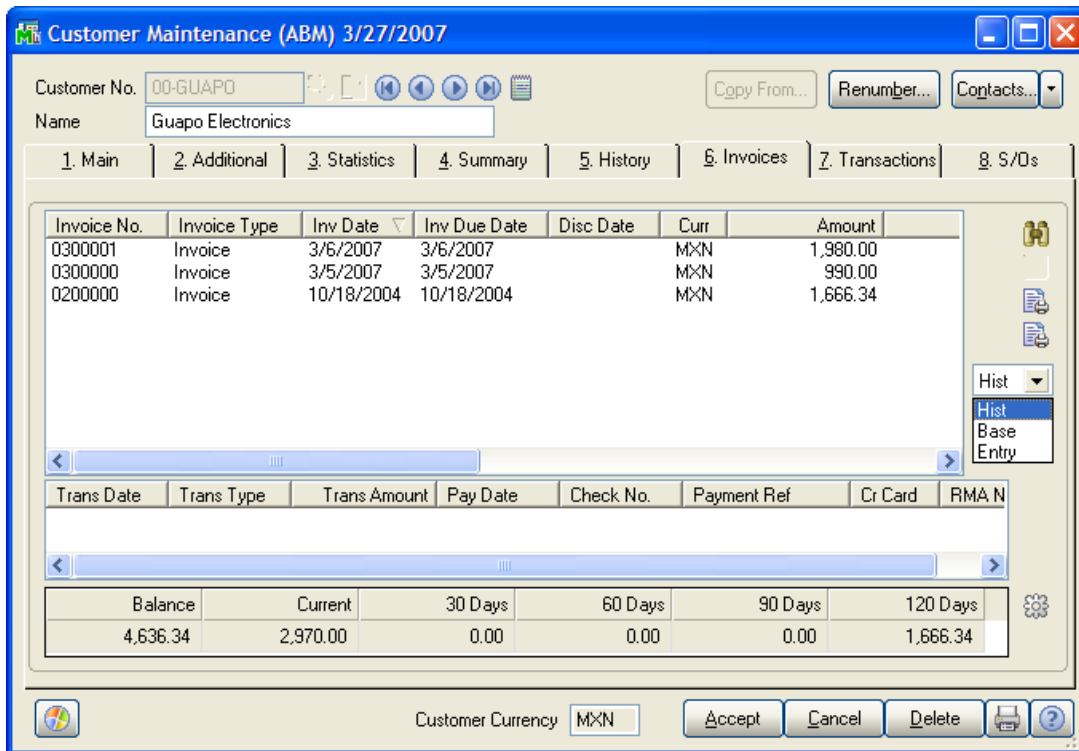 Customer Maintenance (ABM) 3/27/2007
Customer No. 00-GUAPO Copy From... Renumber... Contacts...
Name Guapo Electronics
1. Main 2. Additional 3. Statistics 4. Summary 5. History 6. Invoices 7. Transactions 8. S/Os
Invoice No. Invoice Type Inv Date Inv Due Date Disc Date Curr Amount
0300001 Invoice 3/6/2007 3/6/2007 MXN 1,980.00
0300000 Invoice 3/5/2007 3/5/2007 MXN 990.00
0200000 Invoice 10/18/2004 10/18/2004 MXN 1,666.34
Hist
Hist
Base
Entry
Trans Date Trans Type Trans Amount Pay Date Check No. Payment Ref Cr Card RMA N
Balance Current 30 Days 60 Days 90 Days 120 Days
4,636.34 2,970.00 0.00 0.00 0.00 1,666.34
Customer Currency MXN Accept Cancel Delete